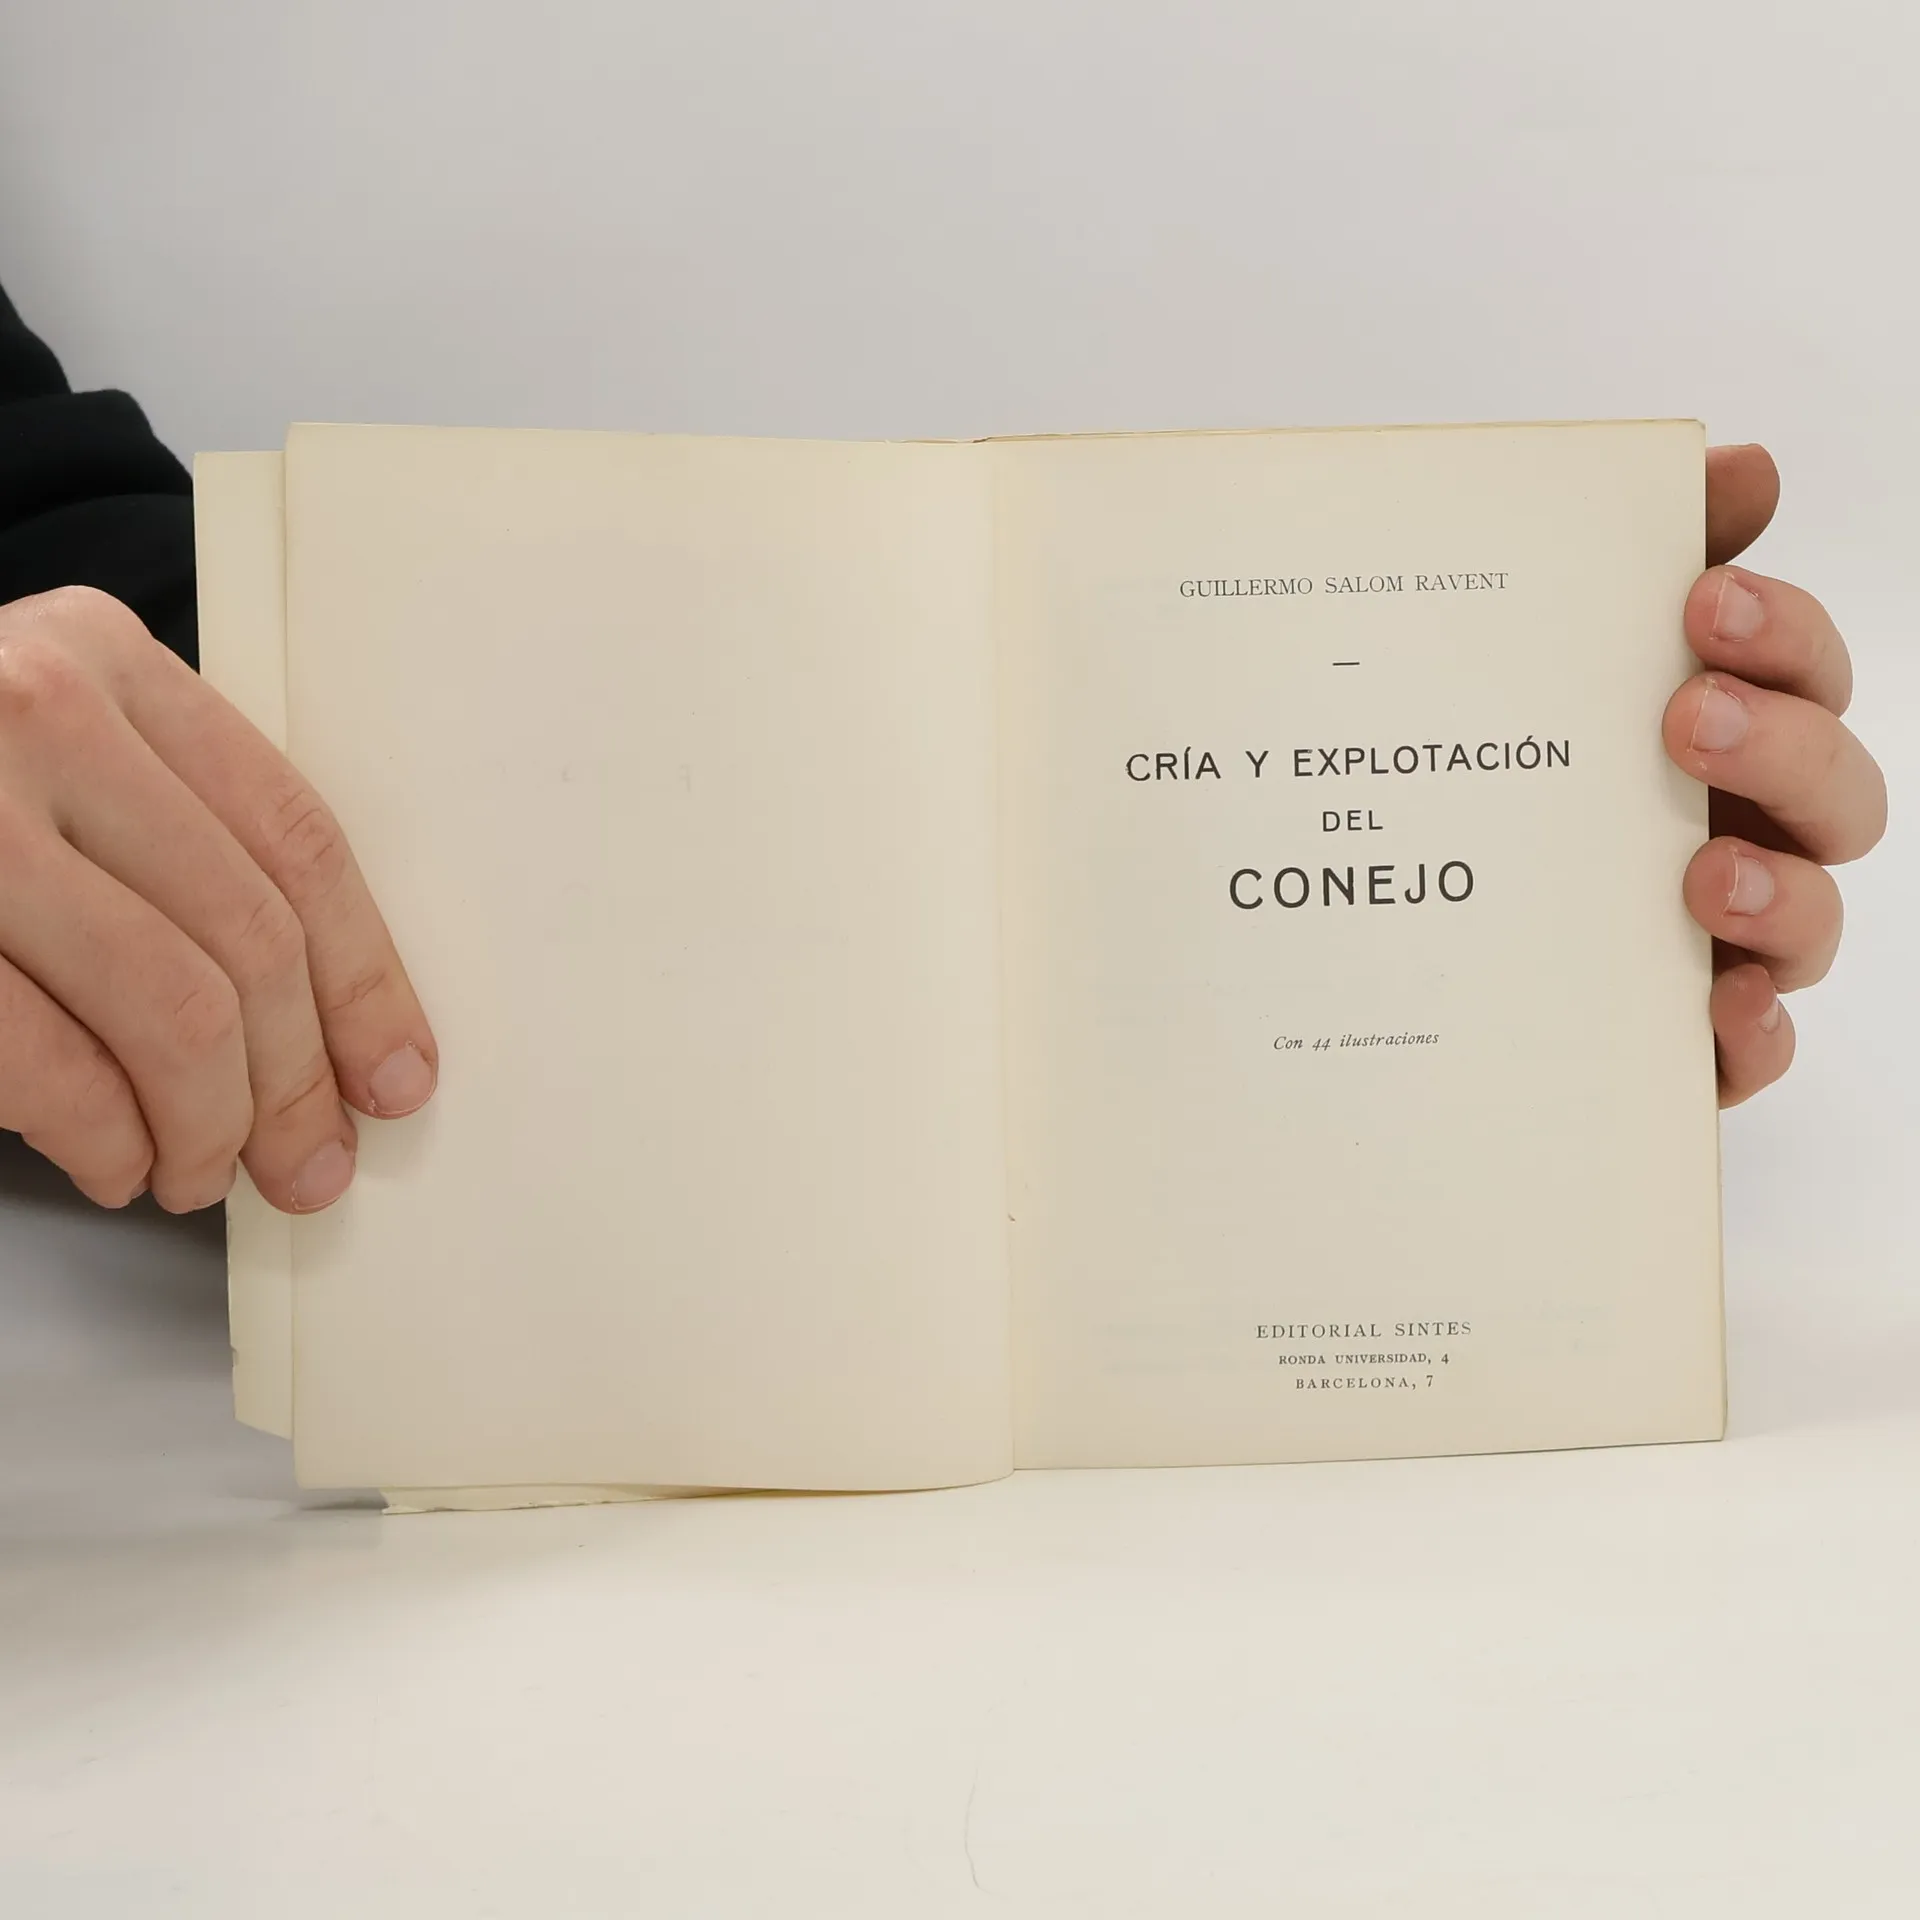 GUILLERMO SALOM RAVENT
—
CRÍA Y EXPLOTACIÓN
DEL
CONEJO
Con 44 ilustraciones
EDITORIAL SINTES
RONDA UNIVERSIDAD, 4
BARCELONA, 7